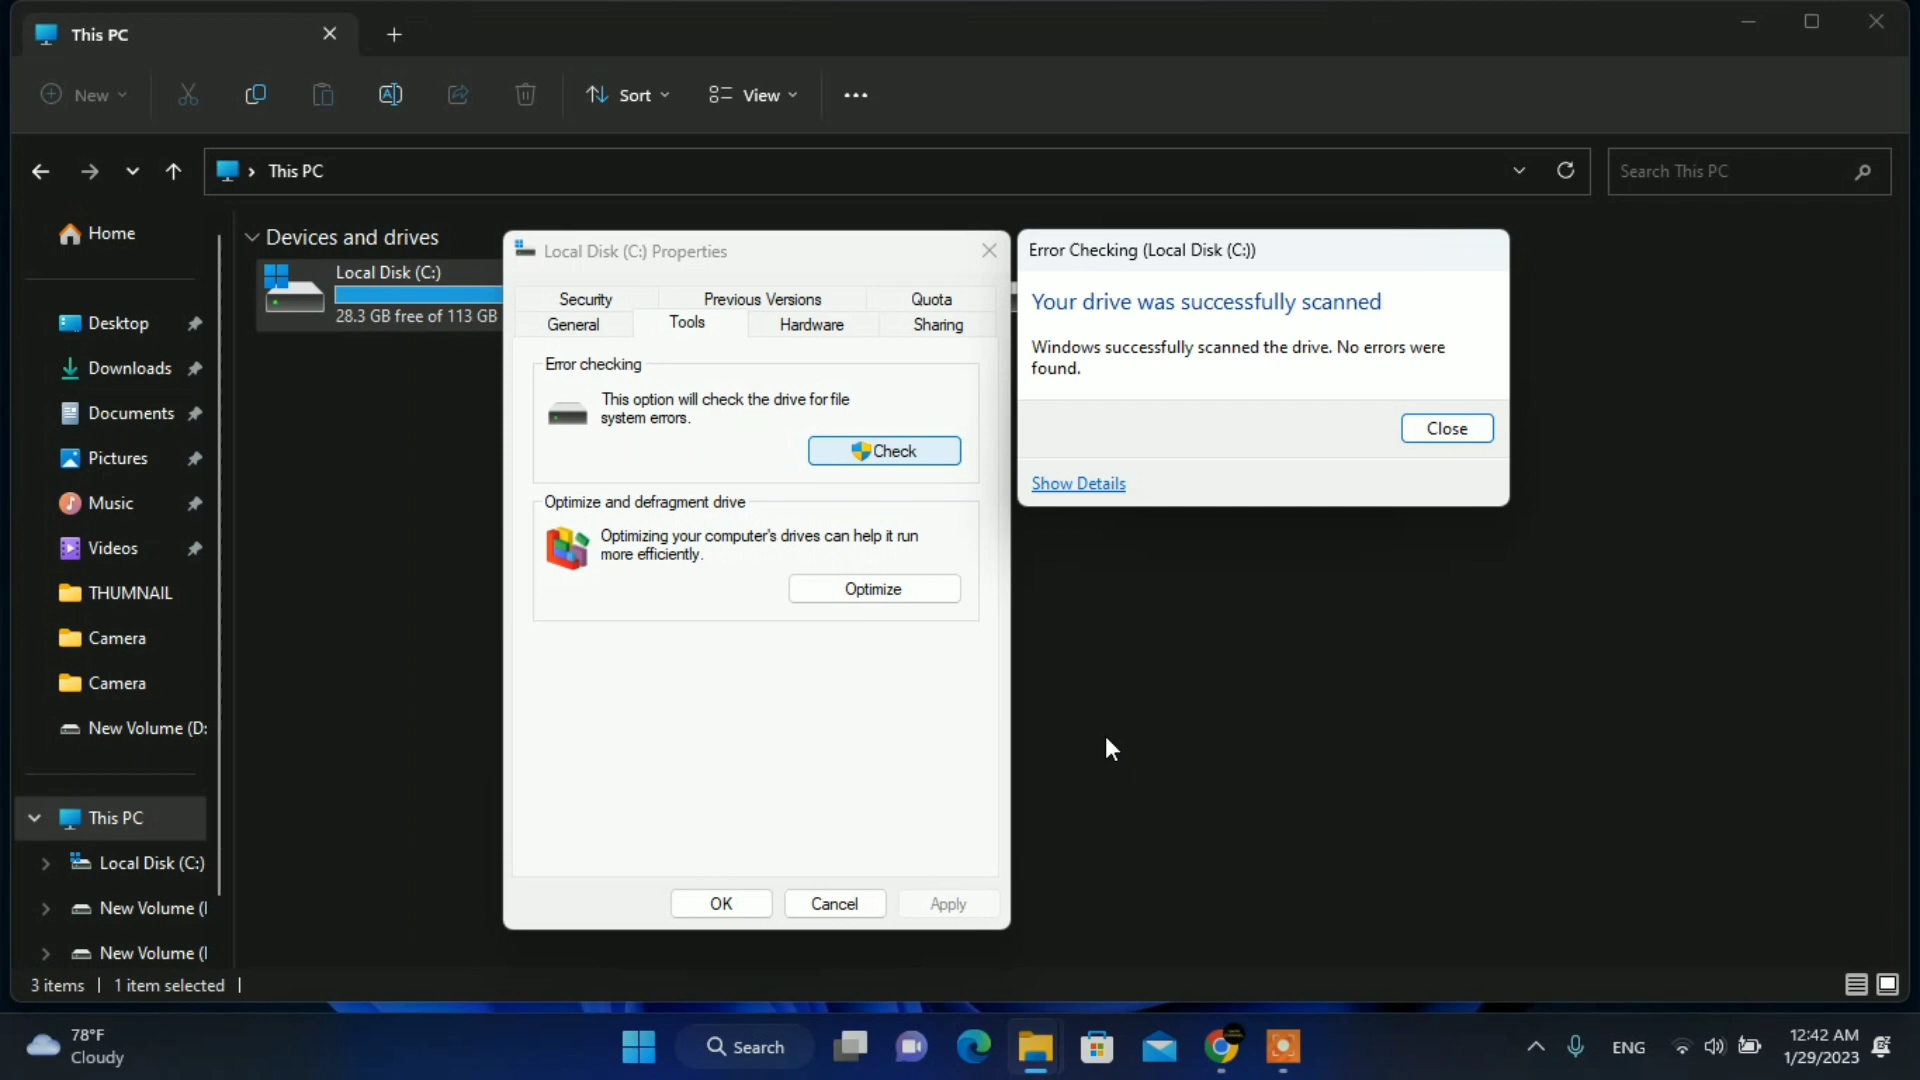 This PC
New
Sort
View
This PC
Search This PC
Home
Desktop
Downloads
Documents
Pictures
Music
Videos
THUMNAIL
Camera
Camera
New Volume (D:
This PC
Local Disk (C:)
New Volume (
New Volume (
Devices and drives
Local Disk (C:)
28.3 GB free of 113 GB
Local Disk (C:) Properties
Security Previous Versions Quota
General Tools Hardware Sharing
Error checking
This option will check the drive for file
system errors.
Check
Optimize and defragment drive
Optimizing your computer's drives can help it run
more efficiently.
Optimize
OK Cancel Apply
Error Checking (Local Disk (C:))
Your drive was successfully scanned
Windows successfully scanned the drive. No errors were
found.
Close
Show Details
3 items 1 item selected
78°F
Cloudy
Search
ENG
12:42 AM
1/29/2023